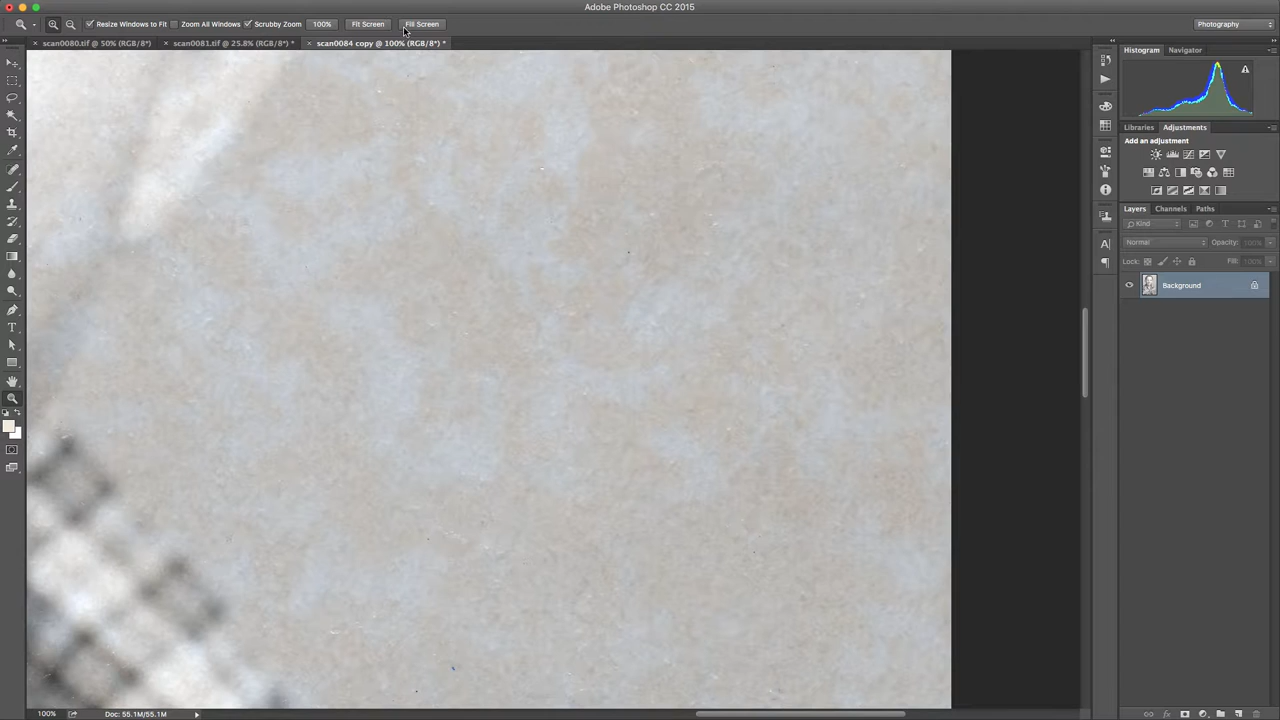 Adobe Photoshop CC 2015
Resize Windows to Fit Zoom All Windows Scrubby Zoom 100% Fit Screen Fill Screen Photography
× scan0080.tif @ 50% (RGB/8*) × scan0081.tif @ 25.8% (RGB/8*) * × scan0084 copy @ 100% (RGB/8*) *
Histogram Navigator
Libraries Adjustments
Add an adjustment
Layers Channels Paths
Kind
Normal Opacity: 100%
Lock: Fill: 100%
Background
100% Doc: 55.1M/55.1M